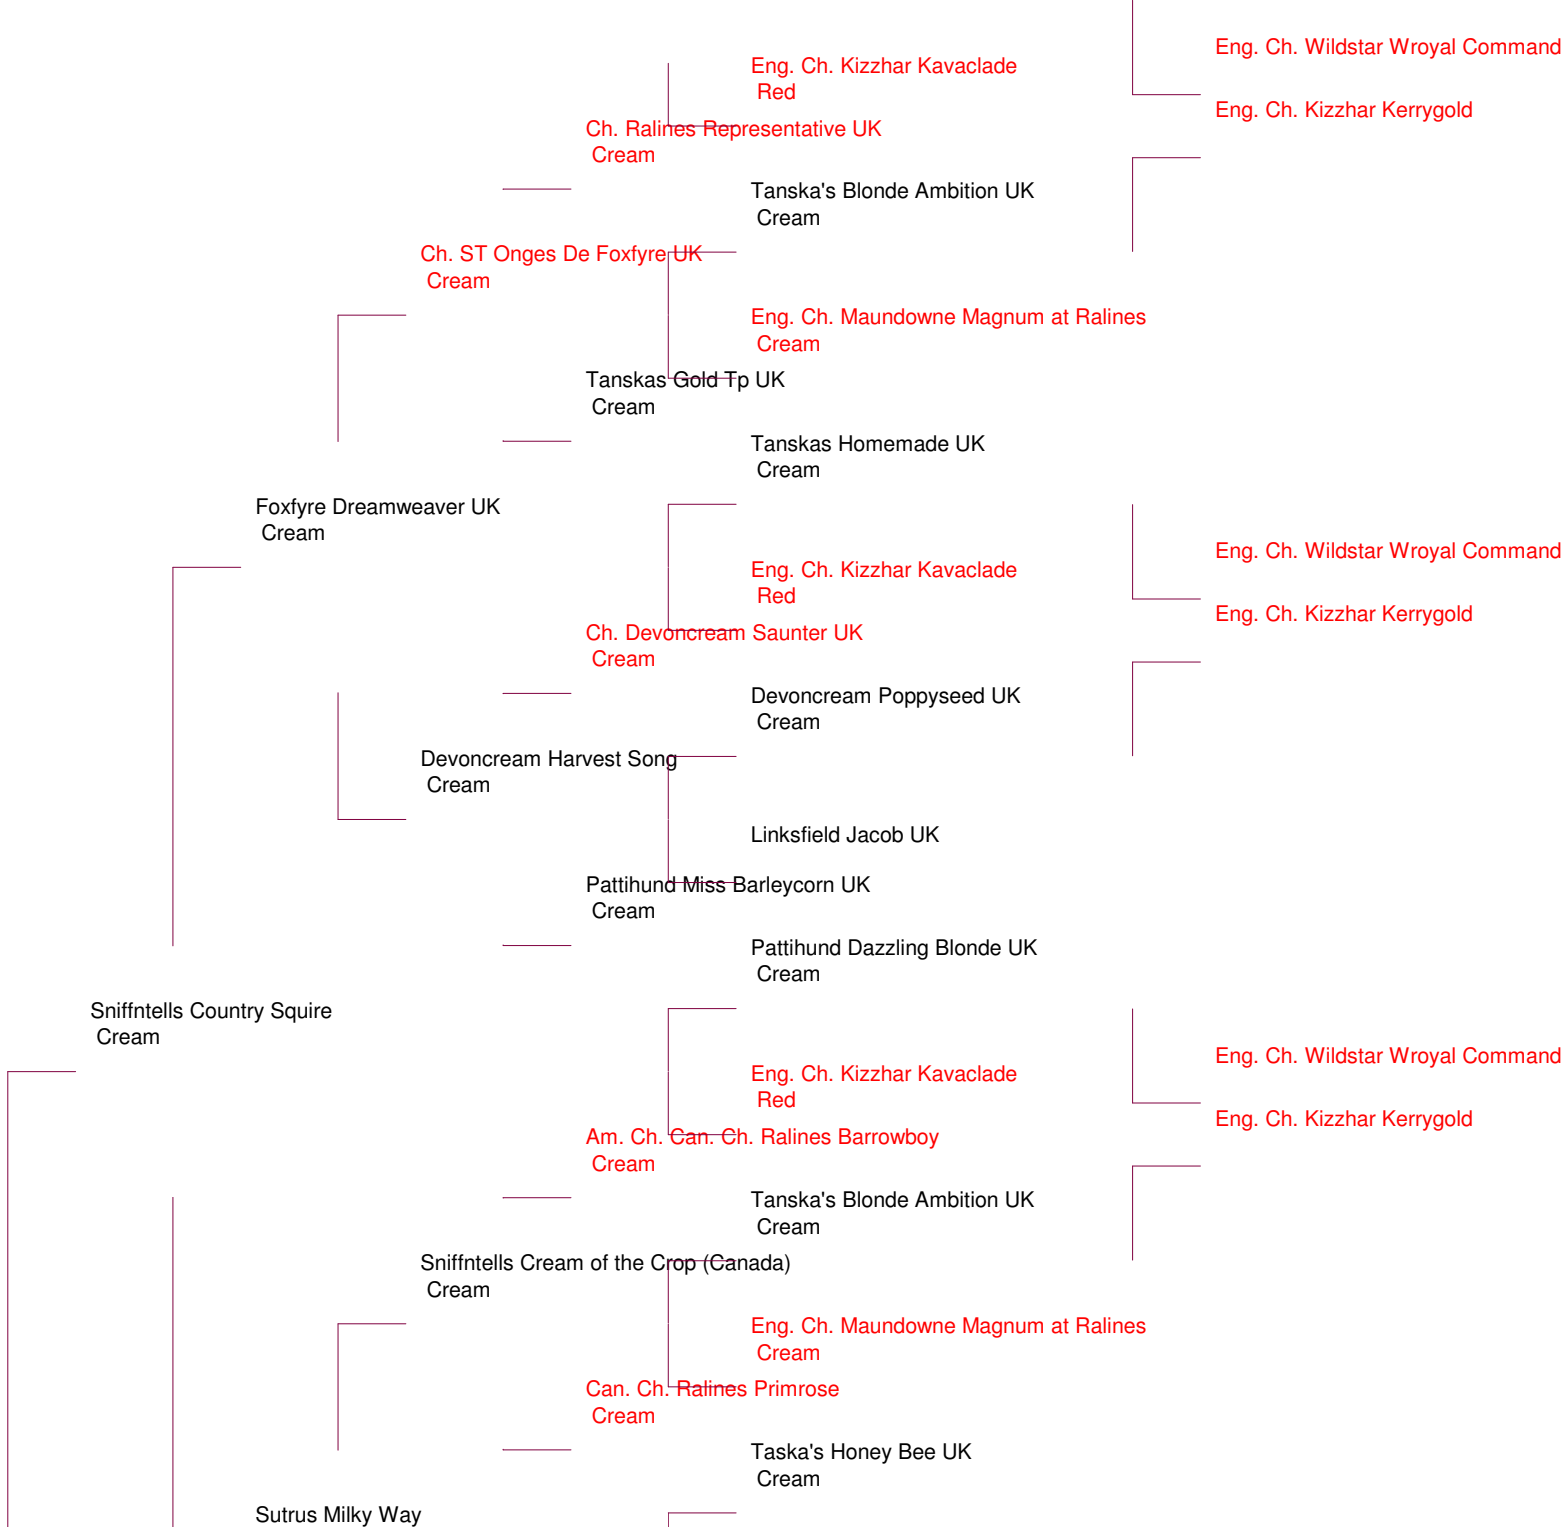 Eng. Ch. Wildstar Wroyal Command
Eng. Ch. Kizzhar Kavaclade
Red
Eng. Ch. Kizzhar Kerrygold
Ch. Ralines Representative UK
Cream
Tanska's Blonde Ambition UK
Cream
Ch. ST Onges De Foxfyre UK
Cream
Eng. Ch. Maundowne Magnum at Ralines
Cream
Tanskas Gold Tp UK
Cream
Tanskas Homemade UK
Cream
Foxfyre Dreamweaver UK
Cream
Eng. Ch. Wildstar Wroyal Command
Eng. Ch. Kizzhar Kavaclade
Red
Eng. Ch. Kizzhar Kerrygold
Ch. Devoncream Saunter UK
Cream
Devoncream Poppyseed UK
Cream
Devoncream Harvest Song
Cream
Linksfield Jacob UK
Pattihund Miss Barleycorn UK
Cream
Pattihund Dazzling Blonde UK
Cream
Sniffntells Country Squire
Cream
Eng. Ch. Wildstar Wroyal Command
Eng. Ch. Kizzhar Kavaclade
Red
Eng. Ch. Kizzhar Kerrygold
Am. Ch. Can. Ch. Ralines Barrowboy
Cream
Tanska's Blonde Ambition UK
Cream
Sniffntells Cream of the Crop (Canada)
Cream
Eng. Ch. Maundowne Magnum at Ralines
Cream
Can. Ch. Ralines Primrose
Cream
Taska's Honey Bee UK
Cream
Sutrus Milky Way